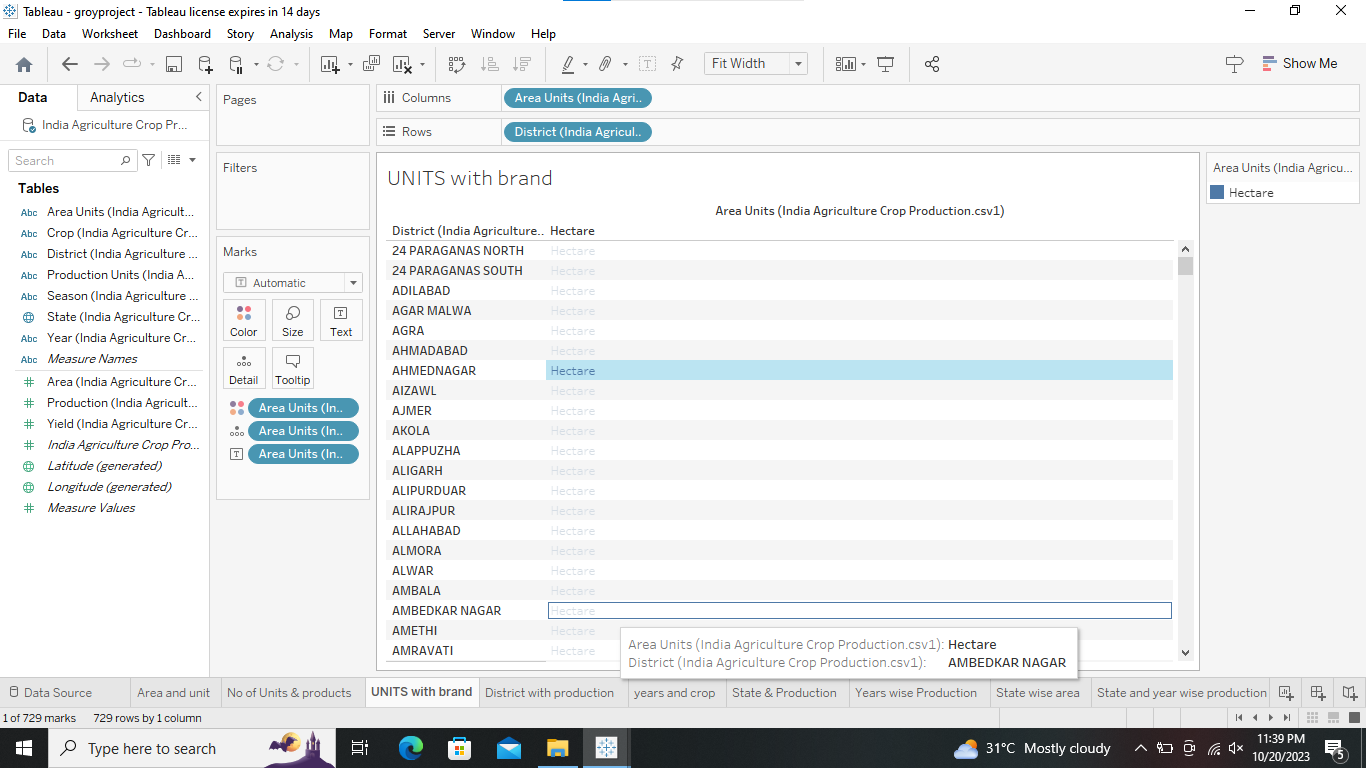 Tableau - groyproject - Tableau license expires in 14 days
File Data Worksheet Dashboard Story Analysis Map Format Server Window Help
Fit Width
Show Me
Data Analytics
India Agriculture Crop Pr...
Search
Tables
Abc Area Units (India Agricult...
Abc Crop (India Agriculture Cr...
Abc District (India Agriculture ...
Abc Production Units (India A...
Abc Season (India Agriculture ...
State (India Agriculture Cr...
Abc Year (India Agriculture Cr...
Abc Measure Names
Area (India Agriculture Cr...
Production (India Agricult...
Yield (India Agriculture Cr...
India Agriculture Crop Pro...
Latitude (generated)
Longitude (generated)
Measure Values
Pages
Filters
Marks
Automatic
Color Size Text
Detail Tooltip
Area Units (In..
Area Units (In..
Area Units (In..
Columns Area Units (India Agri..
Rows District (India Agricul..
UNITS with brand
Area Units (India Agriculture Crop Production.csv1)
District (India Agriculture.. Hectare
24 PARAGANAS NORTH Hectare
24 PARAGANAS SOUTH Hectare
ADILABAD Hectare
AGAR MALWA Hectare
AGRA Hectare
AHMADABAD Hectare
AHMEDNAGAR Hectare
AIZAWL Hectare
AJMER Hectare
AKOLA Hectare
ALAPPUZHA Hectare
ALIGARH Hectare
ALIPURDUAR Hectare
ALIRAJPUR Hectare
ALLAHABAD Hectare
ALMORA Hectare
ALWAR Hectare
AMBALA Hectare
AMBEDKAR NAGAR Hectare
AMETHI Hectare
AMRAVATI Hectare
Area Units (India Agriculture Crop Production.csv1): Hectare
District (India Agriculture Crop Production.csv1): AMBEDKAR NAGAR
Area Units (India Agricu...
Hectare
Data Source Area and unit No of Units & products UNITS with brand District with production years and crop State & Production Years wise Production State wise area State and year wise production
1 of 729 marks 729 rows by 1 column
Type here to search
31°C Mostly cloudy
11:39 PM
10/20/2023
5